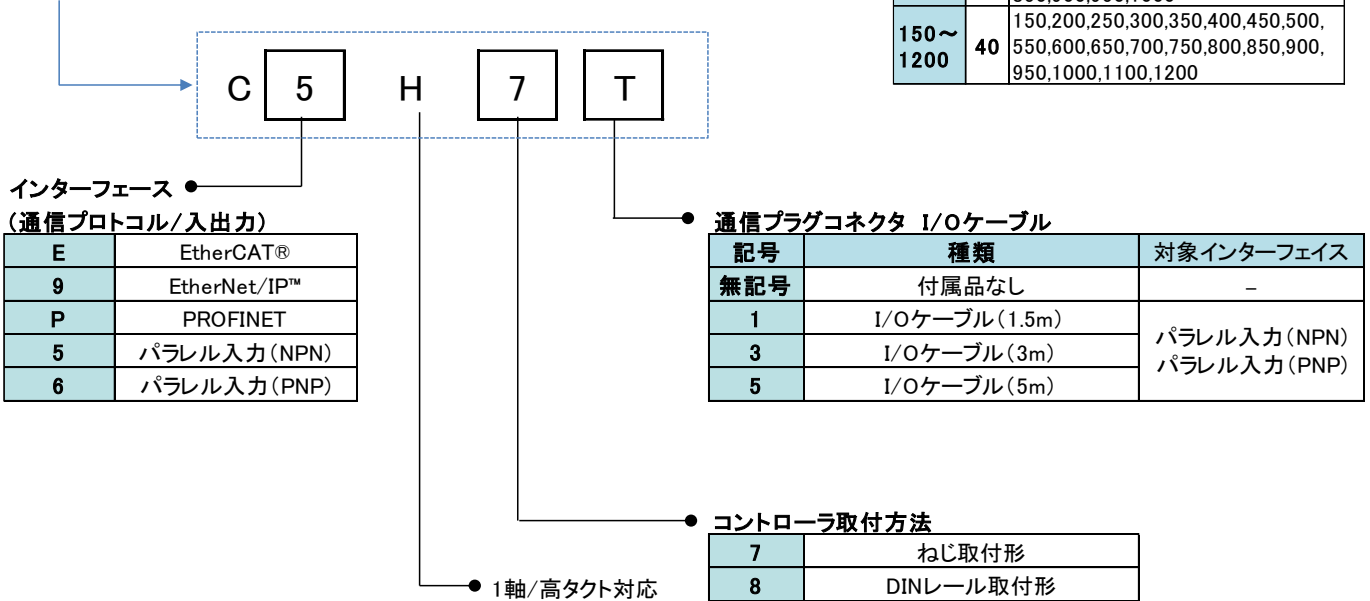 150～1200 40 150,200,250,300,350,400,450,500,
550,600,650,700,750,800,850,900,
950,1000,1100,1200
C 5 H 7 T
インターフェース
(通信プロトコル/入出力)
E EtherCAT®
9 EtherNet/IP™
P PROFINET
5 パラレル入力(NPN)
6 パラレル入力(PNP)
通信プラグコネクタ I/Oケーブル
記号 種類 対象インターフェイス
無記号 付属品なし －
1 I/Oケーブル(1.5m)
3 I/Oケーブル(3m)
5 I/Oケーブル(5m)
パラレル入力(NPN)
パラレル入力(PNP)
コントローラ取付方法
7 ねじ取付形
8 DINレール取付形
1軸/高タクト対応